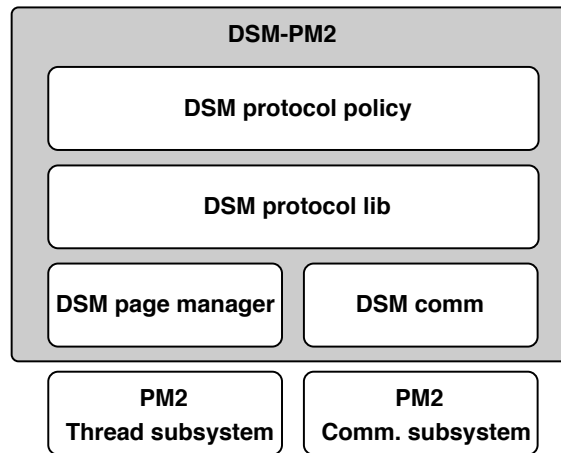 DSM-PM2
DSM protocol policy
DSM protocol lib
DSM page manager
DSM comm
PM2
Thread subsystem
PM2
Comm. subsystem